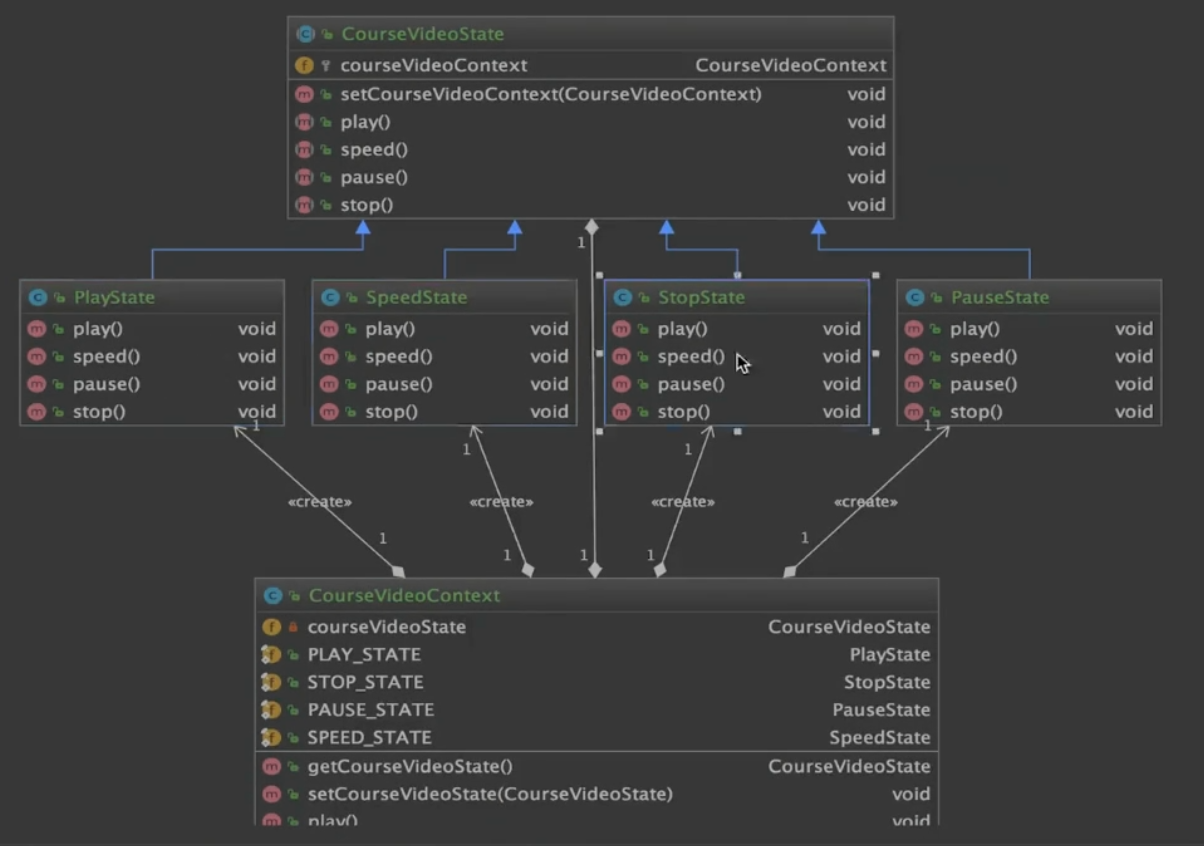 CourseVideoState
courseVideoContext CourseVideoContext
setCourseVideoContext(CourseVideoContext) void
play() void
speed() void
pause() void
stop() void
1
PlayState
play() void
speed() void
pause() void
stop() void
SpeedState
play() void
speed() void
pause() void
stop() void
StopState
play() void
speed() void
pause() void
stop() void
PauseState
play() void
speed() void
pause() void
stop() void
1
1
1
1
«create»
«create»
«create»
«create»
1
1
1
1
1
CourseVideoContext
courseVideoState CourseVideoState
PLAY_STATE PlayState
STOP_STATE StopState
PAUSE_STATE PauseState
SPEED_STATE SpeedState
getCourseVideoState() CourseVideoState
setCourseVideoState(CourseVideoState) void
play() void